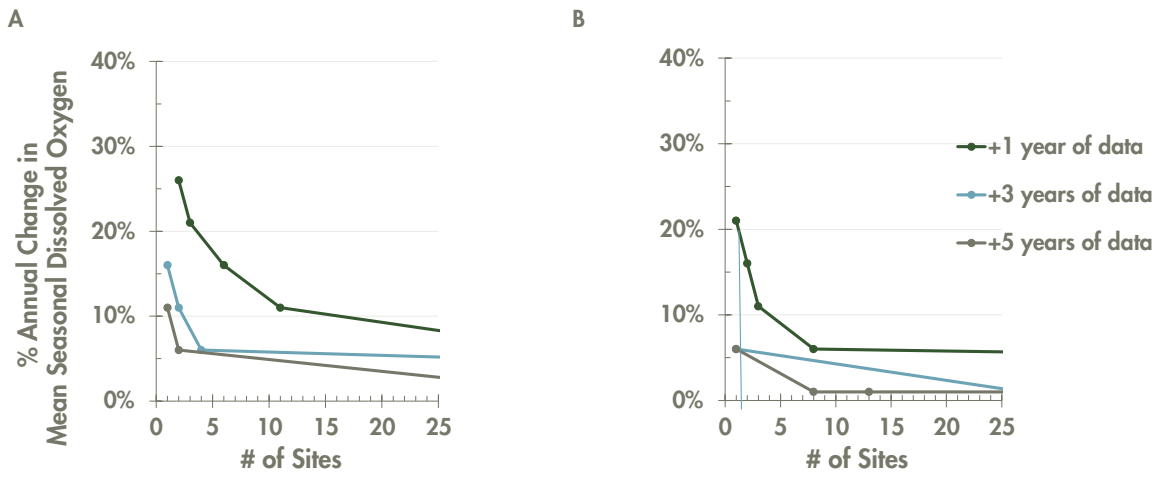 A
B
% Annual Change in
Mean Seasonal Dissolved Oxygen
40%
30%
20%
10%
0%
0 5 10 15 20 25
# of Sites
40%
30%
20%
10%
0%
0 5 10 15 20 25
# of Sites
+1 year of data
+3 years of data
+5 years of data